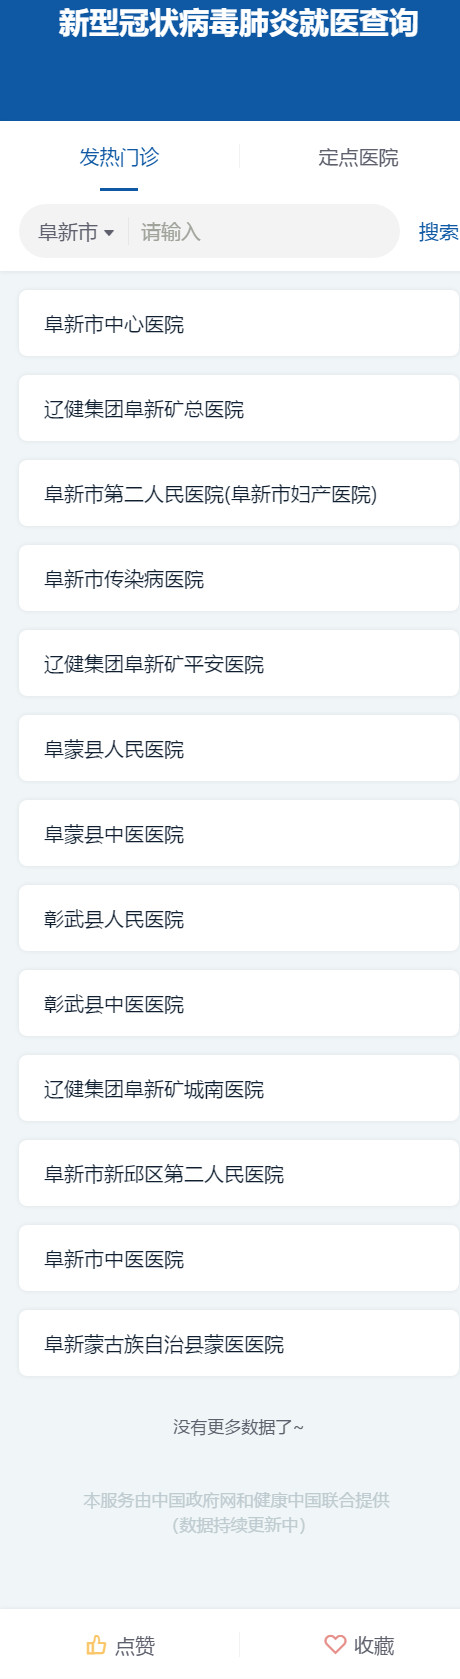 新型冠状病毒肺炎就医查询
发热门诊 定点医院
阜新市 请输入 搜索
阜新市中心医院
辽健集团阜新矿总医院
阜新市第二人民医院(阜新市妇产医院)
阜新市传染病医院
辽健集团阜新矿平安医院
阜蒙县人民医院
阜蒙县中医医院
彰武县人民医院
彰武县中医医院
辽健集团阜新矿城南医院
阜新市新邱区第二人民医院
阜新市中医医院
阜新蒙古族自治县蒙医医院
没有更多数据了~
本服务由中国政府网和健康中国联合提供
(数据持续更新中)
点赞 收藏